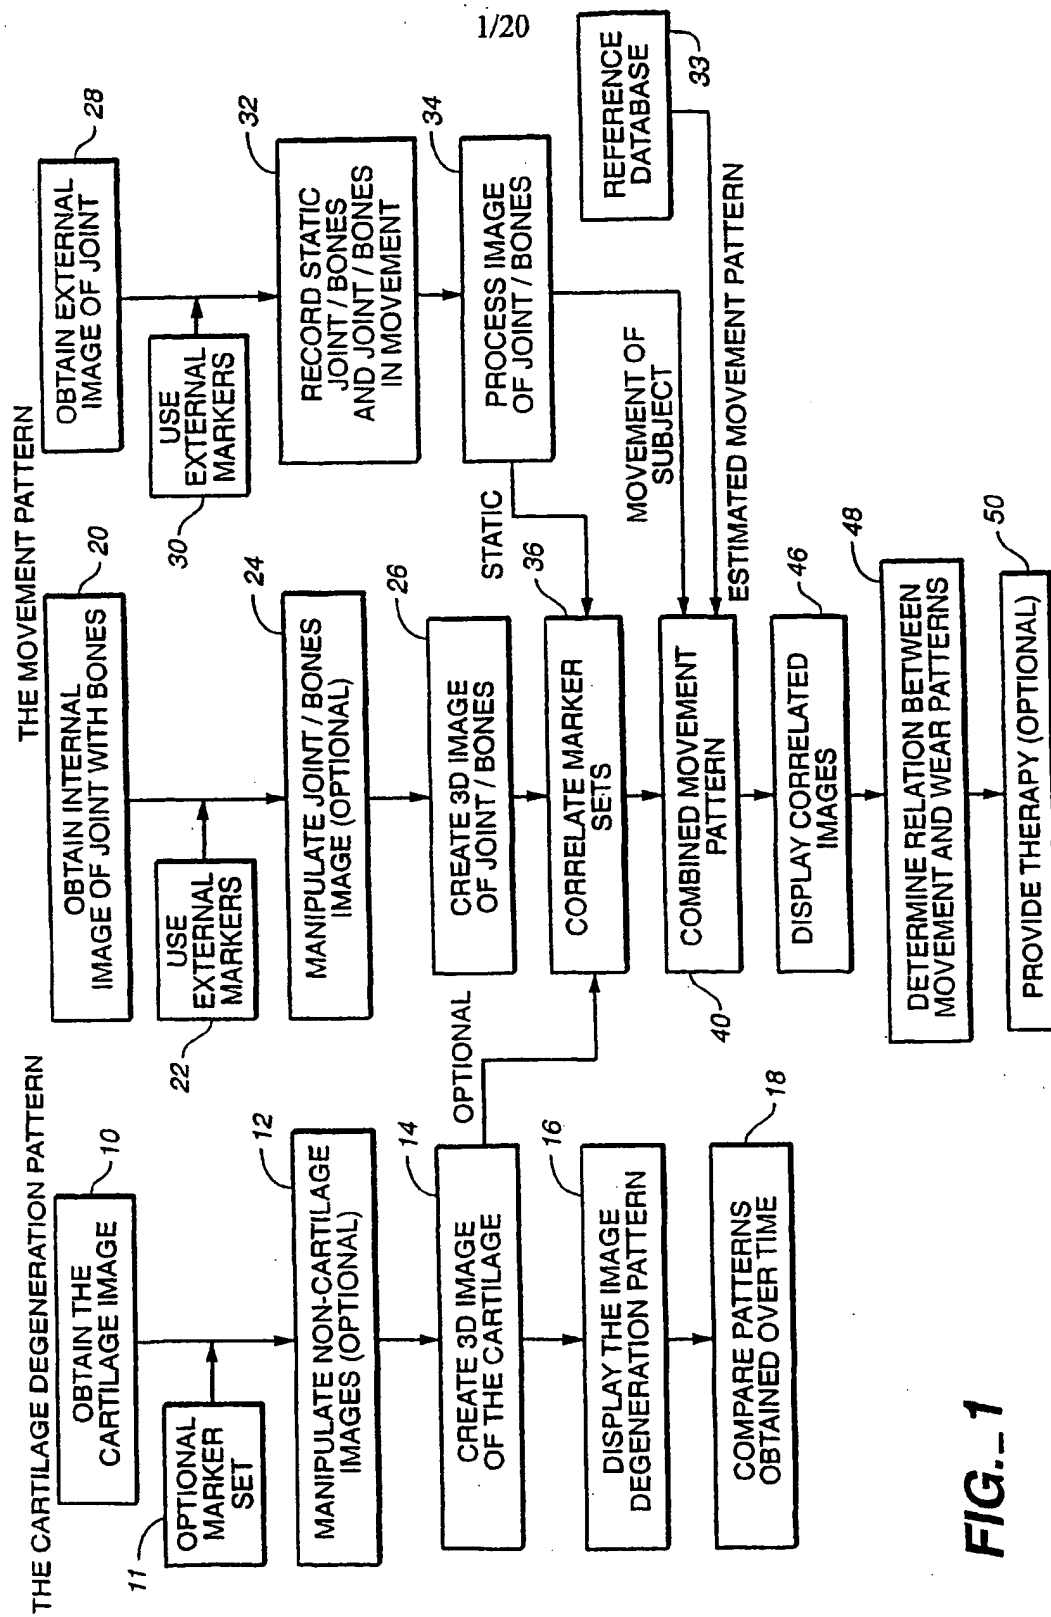 1/20
THE CARTILAGE DEGENERATION PATTERN
10
OBTAIN THE
CARTILAGE IMAGE
11
OPTIONAL
MARKER
SET
12
MANIPULATE NON-CARTILAGE
IMAGES (OPTIONAL)
14
CREATE 3D IMAGE
OF THE CARTILAGE
OPTIONAL
16
DISPLAY THE IMAGE
DEGENERATION PATTERN
18
COMPARE PATTERNS
OBTAINED OVER TIME
THE MOVEMENT PATTERN
20
OBTAIN INTERNAL
IMAGE OF JOINT WITH BONES
22
USE
EXTERNAL
MARKERS
24
MANIPULATE JOINT / BONES
IMAGE (OPTIONAL)
26
CREATE 3D IMAGE
OF JOINT / BONES
STATIC
36
CORRELATE MARKER
SETS
40
COMBINED MOVEMENT
PATTERN
46
DISPLAY CORRELATED
IMAGES
48
DETERMINE RELATION BETWEEN
MOVEMENT AND WEAR PATTERNS
50
PROVIDE THERAPY (OPTIONAL)
28
OBTAIN EXTERNAL
IMAGE OF JOINT
30
USE
EXTERNAL
MARKERS
32
RECORD STATIC
JOINT / BONES
AND JOINT / BONES
IN MOVEMENT
34
PROCESS IMAGE
OF JOINT / BONES
MOVEMENT OF
SUBJECT
REFERENCE
DATABASE
33
ESTIMATED MOVEMENT PATTERN
FIG._1